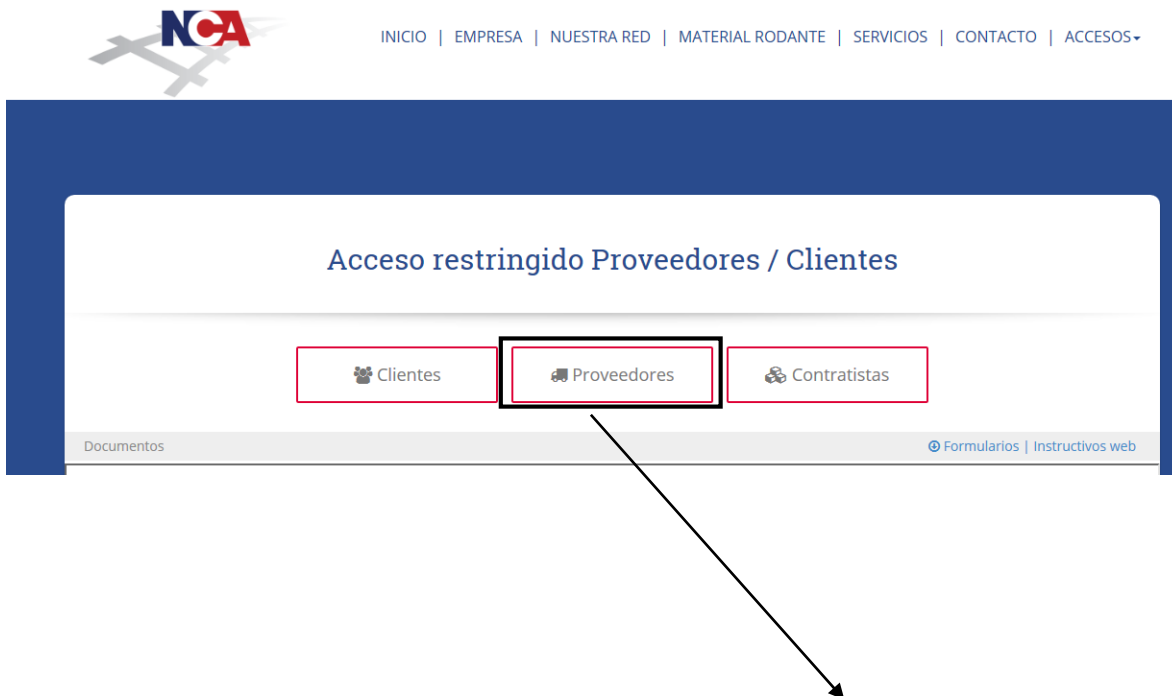 NCA
INICIO | EMPRESA | NUESTRA RED | MATERIAL RODANTE | SERVICIOS | CONTACTO | ACCESOS
Acceso restringido Proveedores / Clientes
Clientes
Proveedores
Contratistas
Documentos
Formularios | Instructivos web